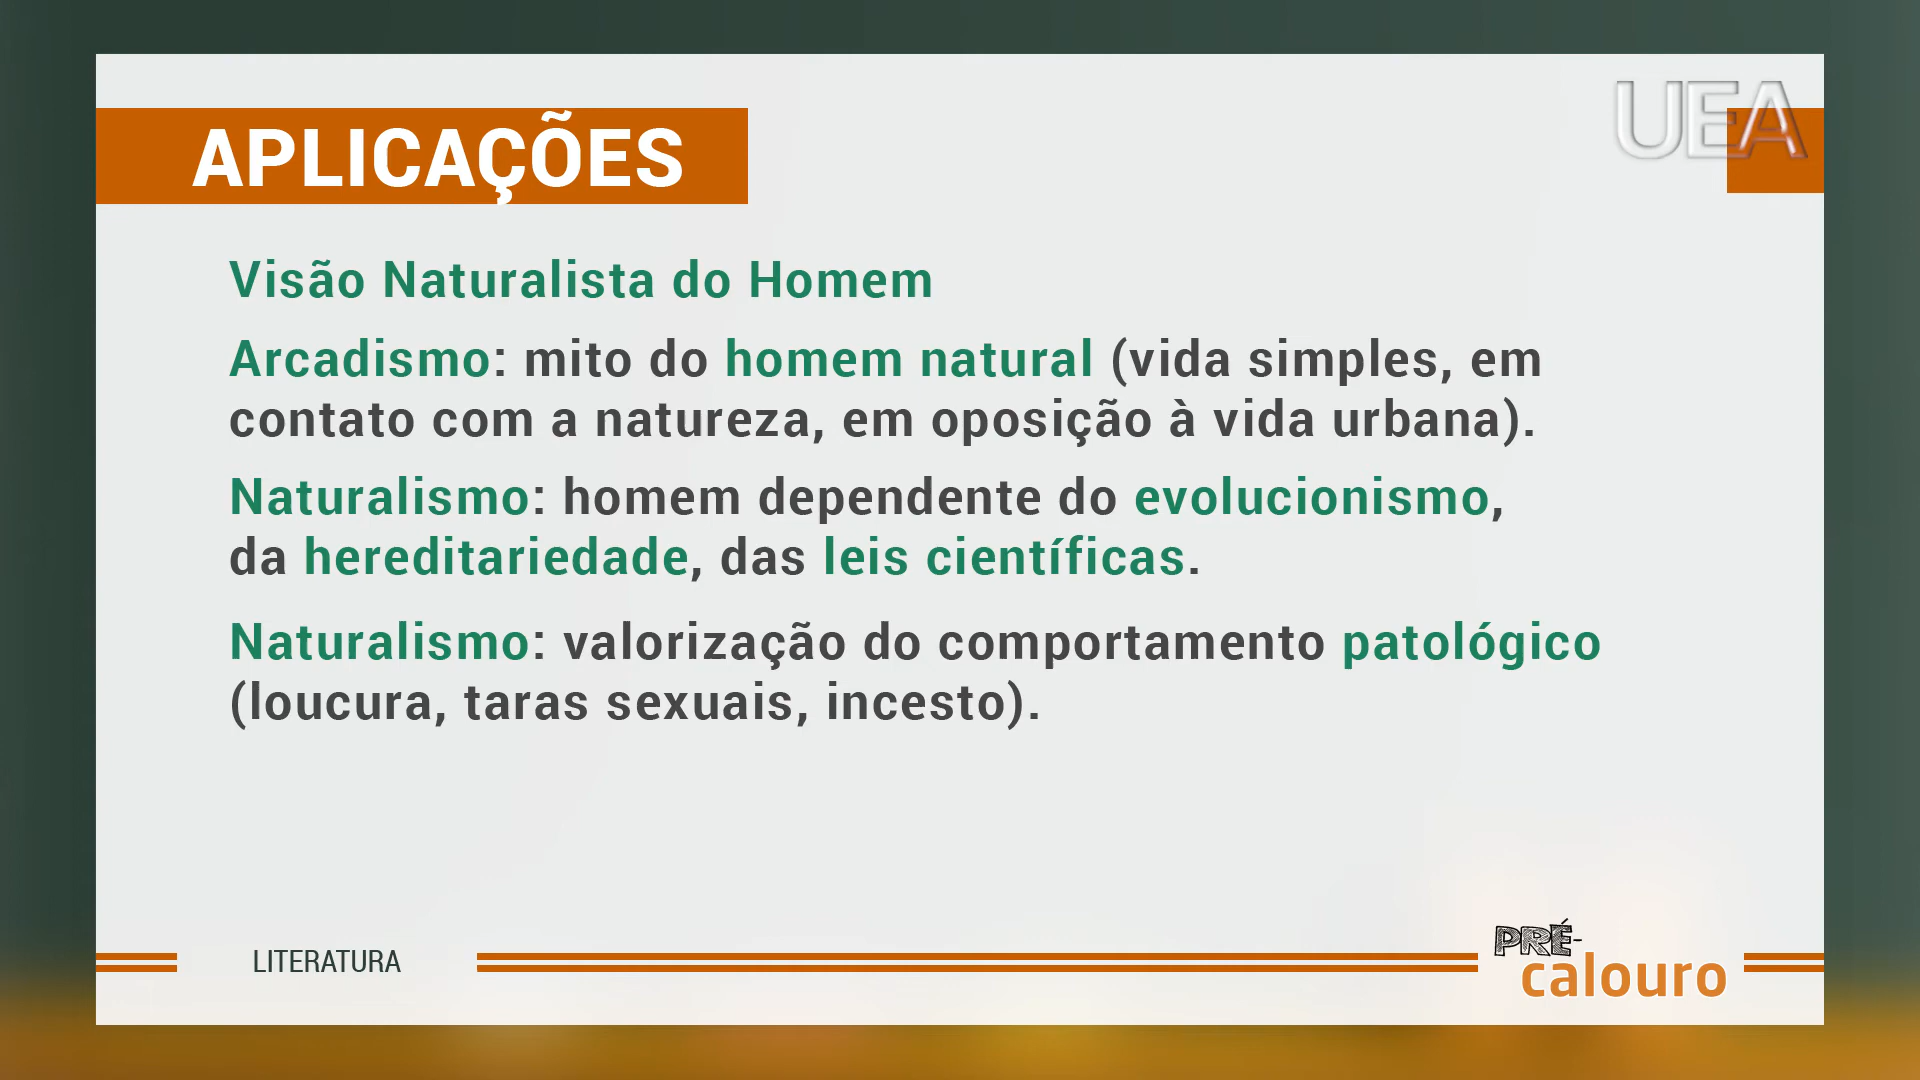 UEA
APLICAÇÕES
Visão Naturalista do Homem
Arcadismo: mito do homem natural (vida simples, em
contato com a natureza, em oposição à vida urbana).
Naturalismo: homem dependente do evolucionismo,
da hereditariedade, das leis científicas.
Naturalismo: valorização do comportamento patológico
(loucura, taras sexuais, incesto).
LITERATURA
PRÉ-
calouro